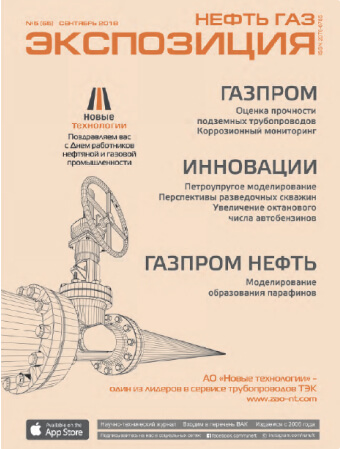 №5 (58) СЕНТЯБРЬ 2016
НЕФТЬ ГАЗ
ЭКСПОЗИЦИЯ
новые
технологии
Поздравляем вас
с Днем работников
нефтяной и газовой
промышленности
ГАЗПРОМ
Оценка прочности
подземных трубопроводов
Коррозионный мониторинг
ИННОВАЦИИ
Петроупругое моделирование
Перспективы разведочных скважин
Увеличение октанового
числа автобензинов
ГАЗПРОМ НЕФТЬ
Моделирование
образования парафинов
АО «Новые технологии» –
один из лидеров в сервисе трубопроводов ТЭК
www.zao-nt.com
Available on the
App Store
Научно-технический журнал Входит в перечень ВАК Издается с 2006 года